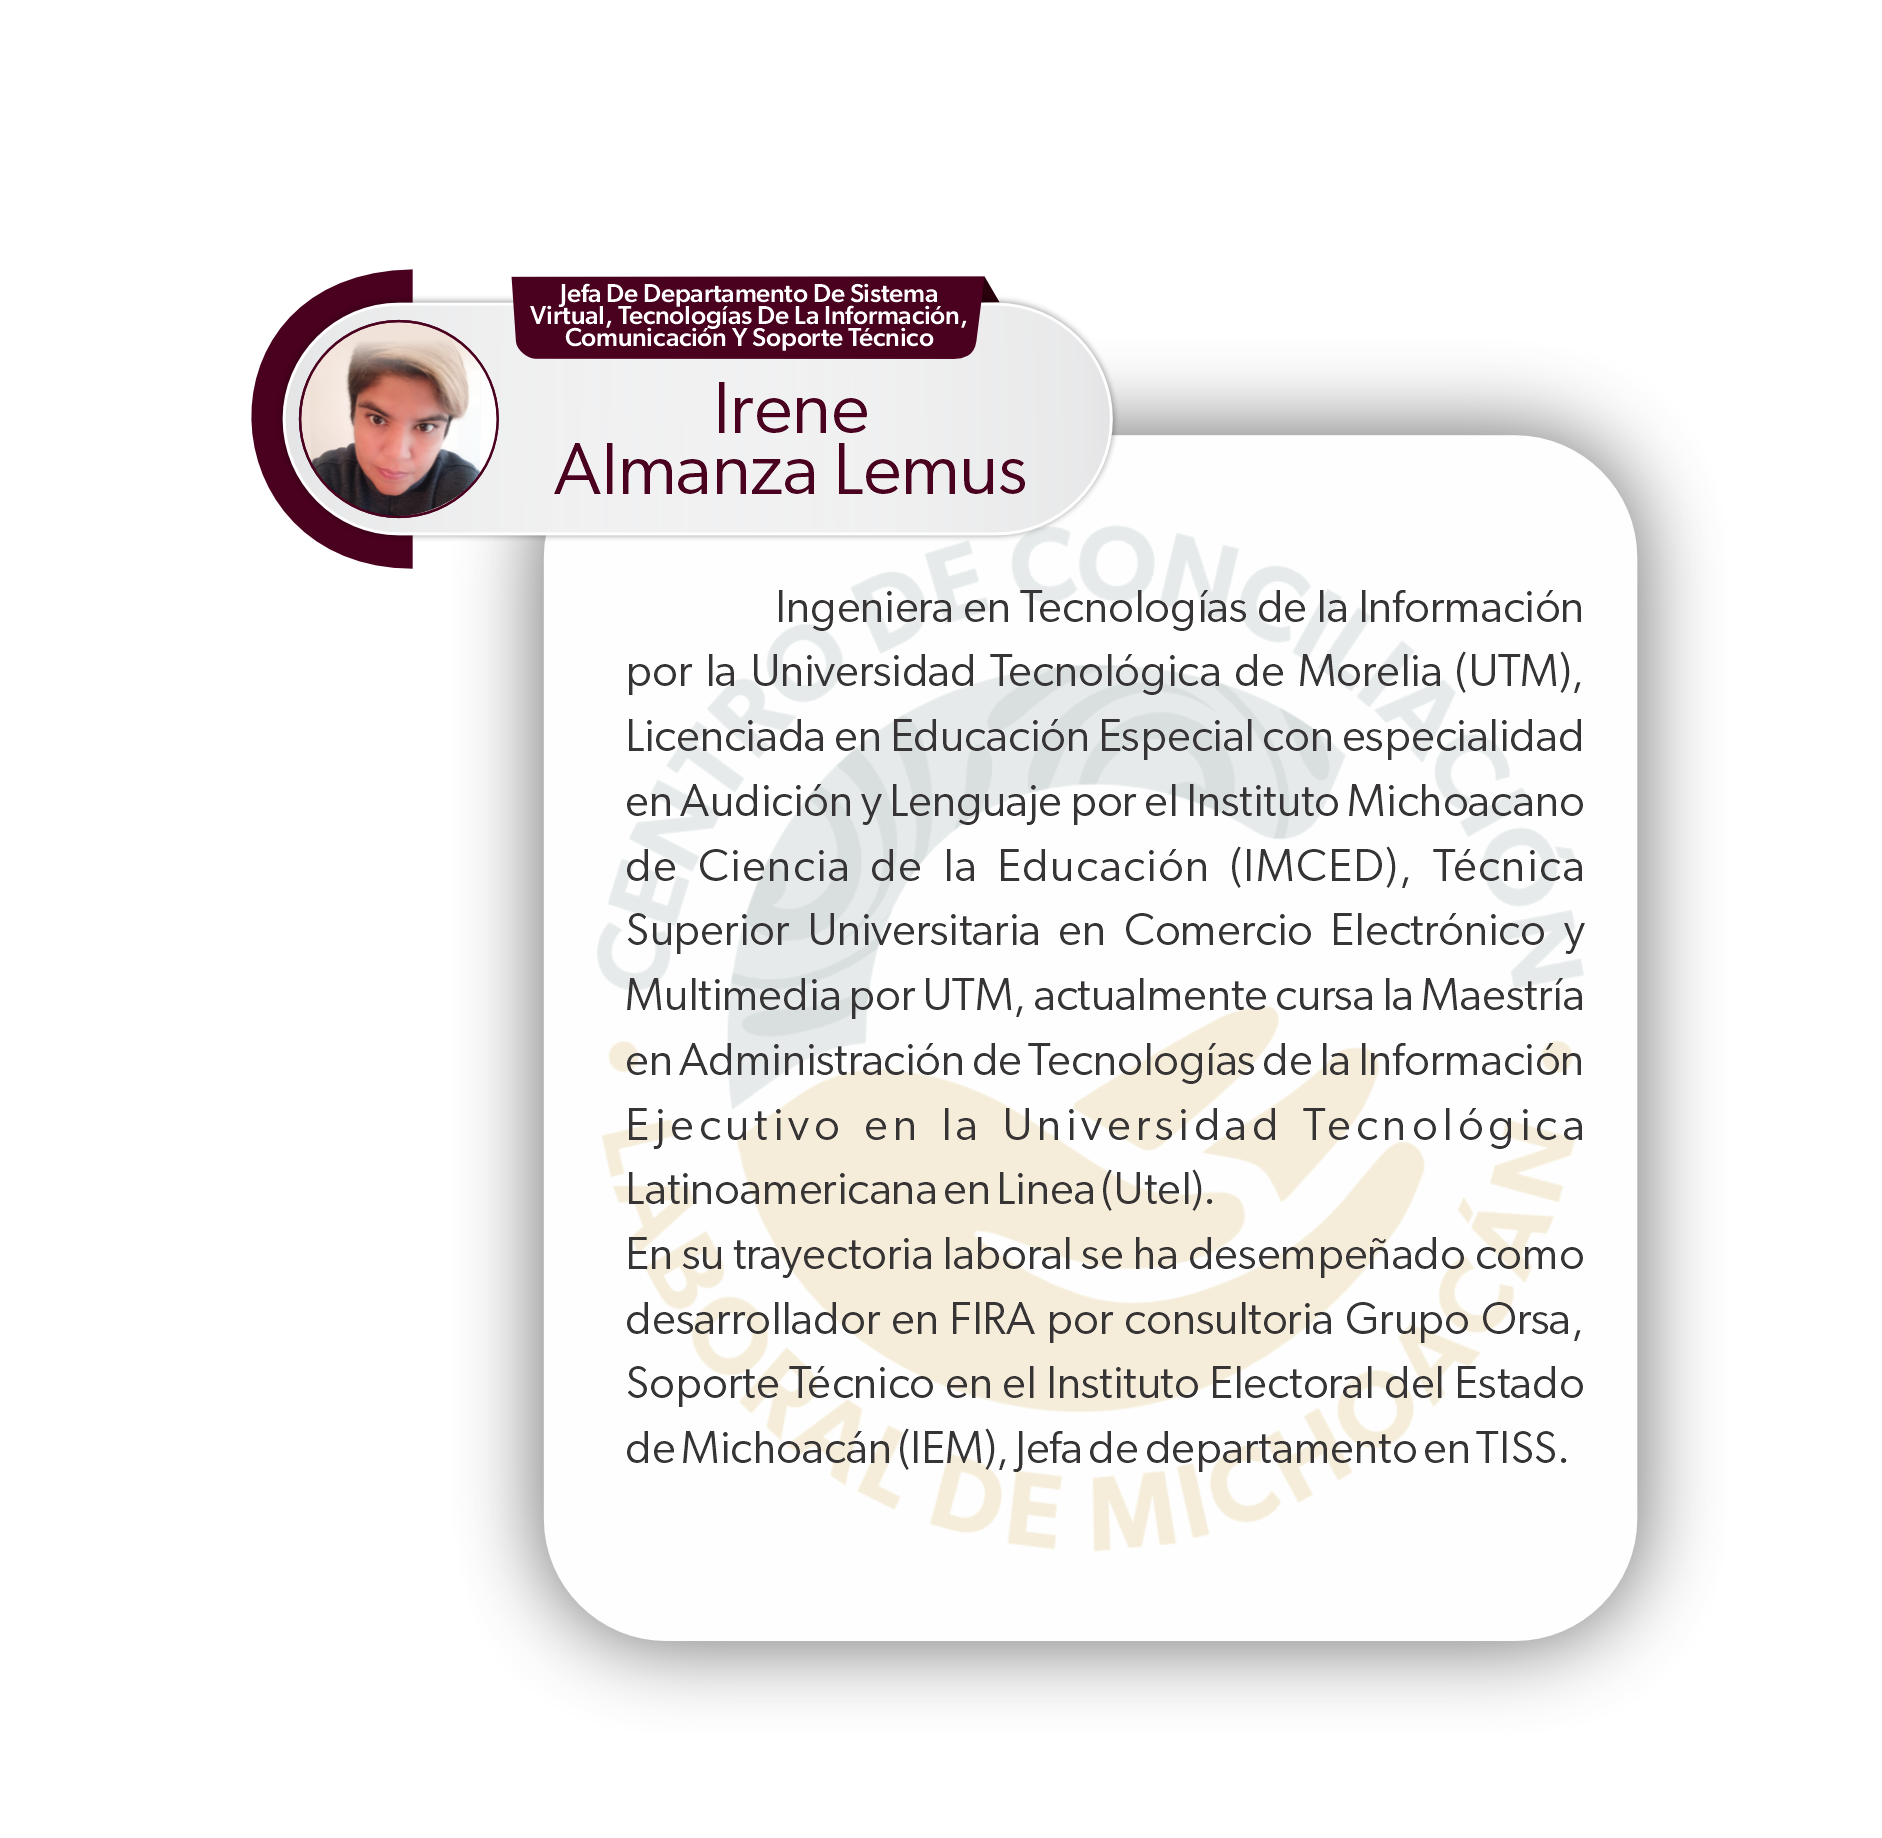 Jefa De Departamento De Sistema
Virtual, Tecnologías De La Información,
Comunicación Y Soporte Técnico
Irene
Almanza Lemus
CENTRO DE CONCILIACIÓN
Ingeniera en Tecnologías de la Información
por la Universidad Tecnológica de Morelia (UTM),
Licenciada en Educación Especial con especialidad
en Audición y Lenguaje por el Instituto Michoacano
de Ciencia de la Educación (IMCED), Técnica
Superior Universitaria en Comercio Electrónico y
Multimedia por UTM, actualmente cursa la Maestría
en Administración de Tecnologías de la Información
Ejecutivo en la Universidad Tecnológica
Latinoamericana en Linea (Utel).
En su trayectoria laboral se ha desempeñado como
desarrollador en FIRA por consultoria Grupo Orsa,
Soporte Técnico en el Instituto Electoral del Estado
de Michoacán (IEM), Jefa de departamento en TISS.
• LABORAL DE MICHOACÁN •